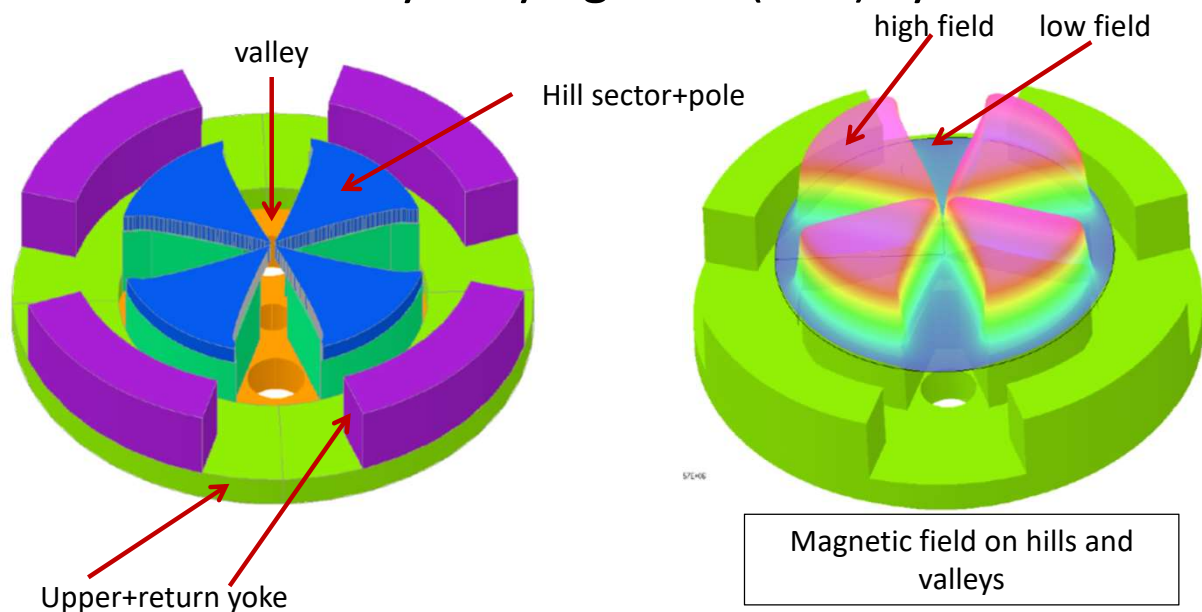 valley
Hill sector+pole
Upper+return yoke
high field
low field
Magnetic field on hills and
valleys